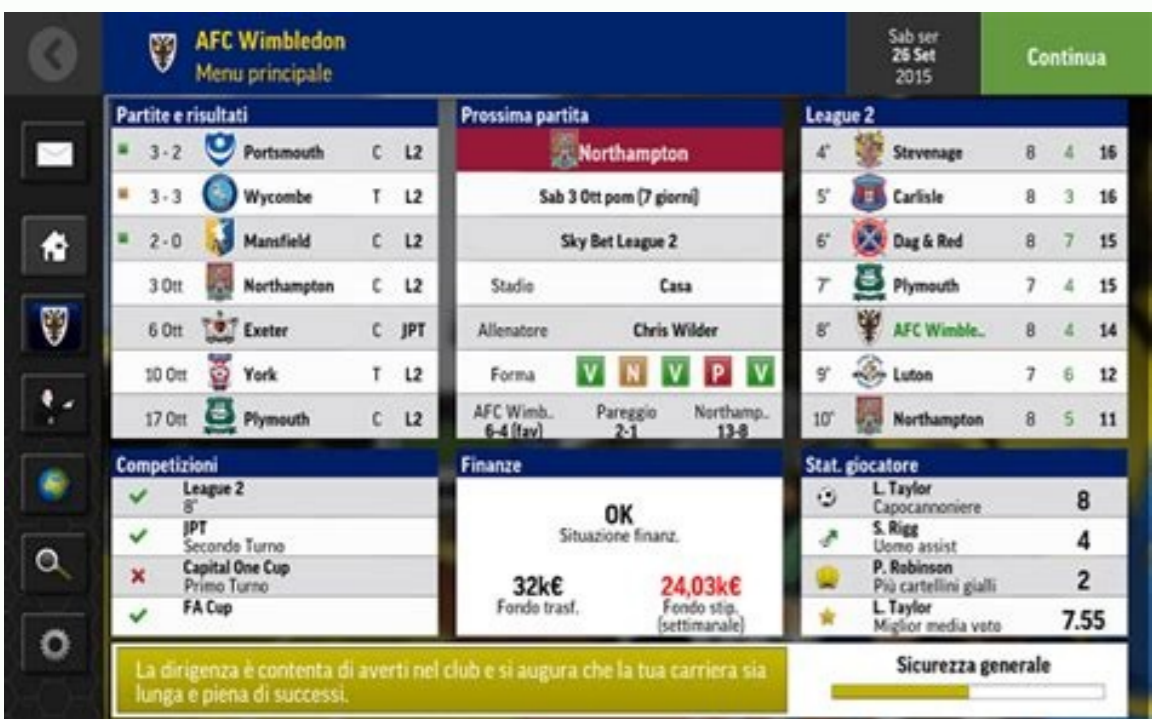 AFC Wimbledon
Menu principale
Sab ser
26 Set
2015
Continua
Partite e risultati
3 - 2 Portsmouth C L2
3 - 3 Wycombe T L2
2 - 0 Mansfield C L2
3 Ott Northampton C L2
6 Ott Exeter C JPT
10 Ott York T L2
17 Ott Plymouth C L2
Prossima partita
Northampton
Sab 3 Ott pom (7 giorni)
Sky Bet League 2
Stadio Casa
Allenatore Chris Wilder
Forma V N V P V
AFC Wimb.. Pareggio Northamp..
6-4 (fav) 2-1 13-8
League 2
4° Stevenage 8 4 16
5° Carlisle 8 3 16
6° Dag & Red 8 7 15
7° Plymouth 7 4 15
8° AFC Wimble.. 8 4 14
9° Luton 7 6 12
10° Northampton 8 5 11
Competizioni
League 2
8°
JPT
Secondo Turno
Capital One Cup
Primo Turno
FA Cup
Finanze
OK
Situazione finanz.
32k€ 24,03k€
Fondo trasf. Fondo stip.
(settimanale)
Stat. giocatore
L. Taylor 8
Capocannoniere
S. Rigg 4
Uomo assist
P. Robinson 2
Più cartellini gialli
L. Taylor 7.55
Miglior media voto
La dirigenza è contenta di averti nel club e si augura che la tua carriera sia
lunga e piena di successi.
Sicurezza generale